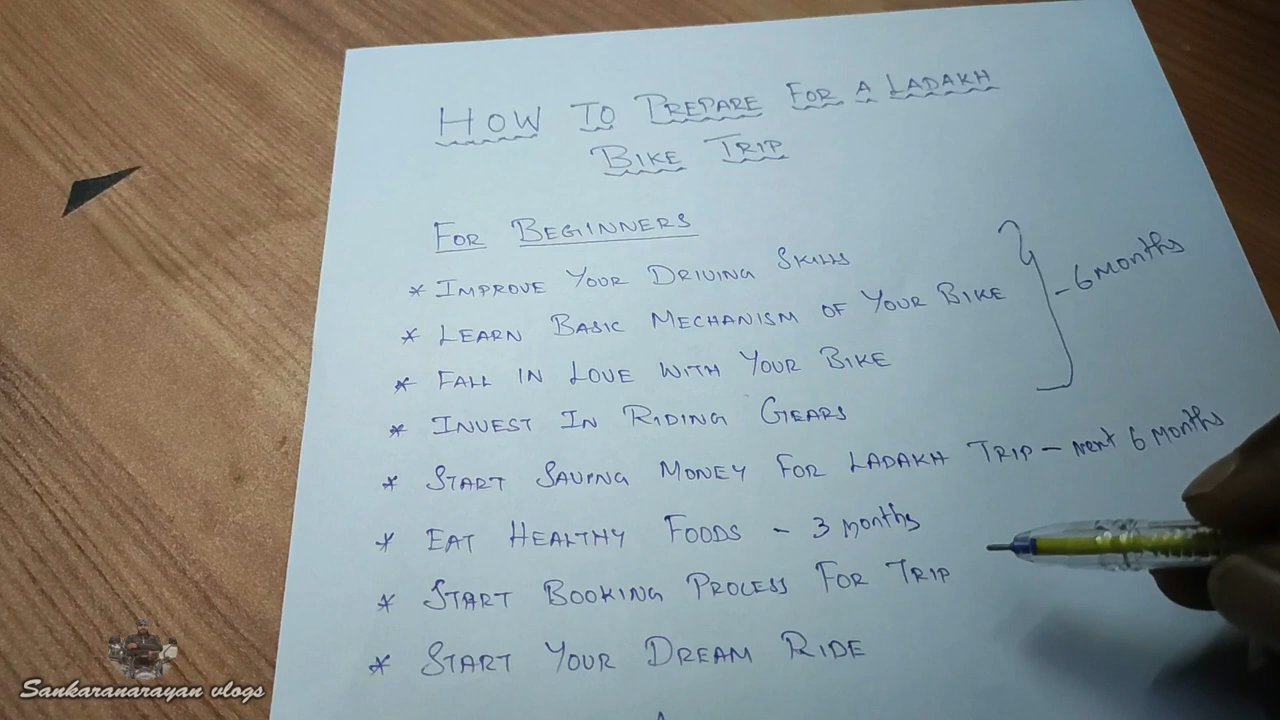 HOW TO PREPARE FOR A LADAKH
BIKE TRIP
FOR BEGINNERS
* IMPROVE YOUR DRIVING SKILLS
* LEARN BASIC MECHANISM OF YOUR BIKE
* FALL IN LOVE WITH YOUR BIKE
- 6 months
* INVEST IN RIDING GEARS
* START SAVING MONEY FOR LADAKH TRIP - next 6 months
* EAT HEALTHY FOODS - 3 months
* START BOOKING PROCESS FOR TRIP
* START YOUR DREAM RIDE
Sankaranarayan vlogs